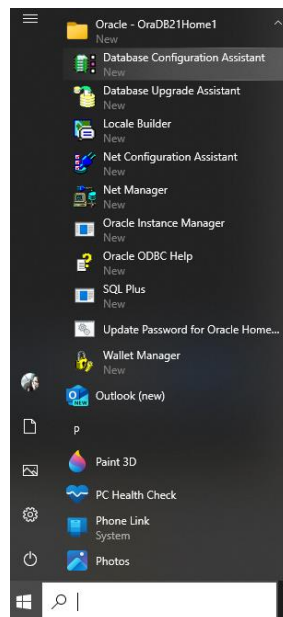 Oracle - OraDB21Home1
New
Database Configuration Assistant
New
Database Upgrade Assistant
New
Locale Builder
New
Net Configuration Assistant
New
Net Manager
New
Oracle Instance Manager
New
Oracle ODBC Help
New
SQL Plus
New
Update Password for Oracle Home...
Wallet Manager
New
Outlook (new)
P
Paint 3D
PC Health Check
Phone Link
System
Photos